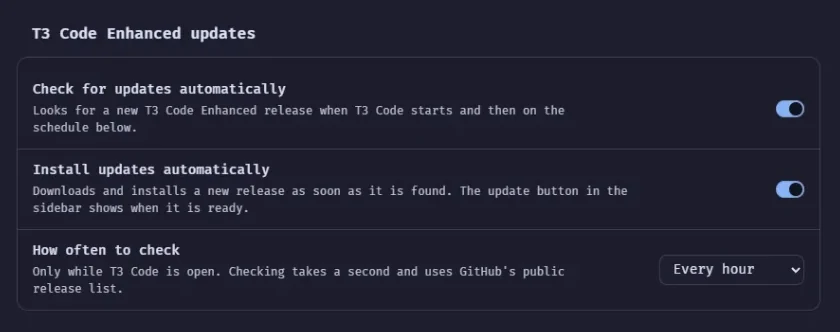 T3 Code Enhanced updates
Check for updates automatically
Looks for a new T3 Code Enhanced release when T3 Code starts and then on the
schedule below.
Install updates automatically
Downloads and installs a new release as soon as it is found. The update button in the
sidebar shows when it is ready.
How often to check
Only while T3 Code is open. Checking takes a second and uses GitHub's public
release list.
Every hour